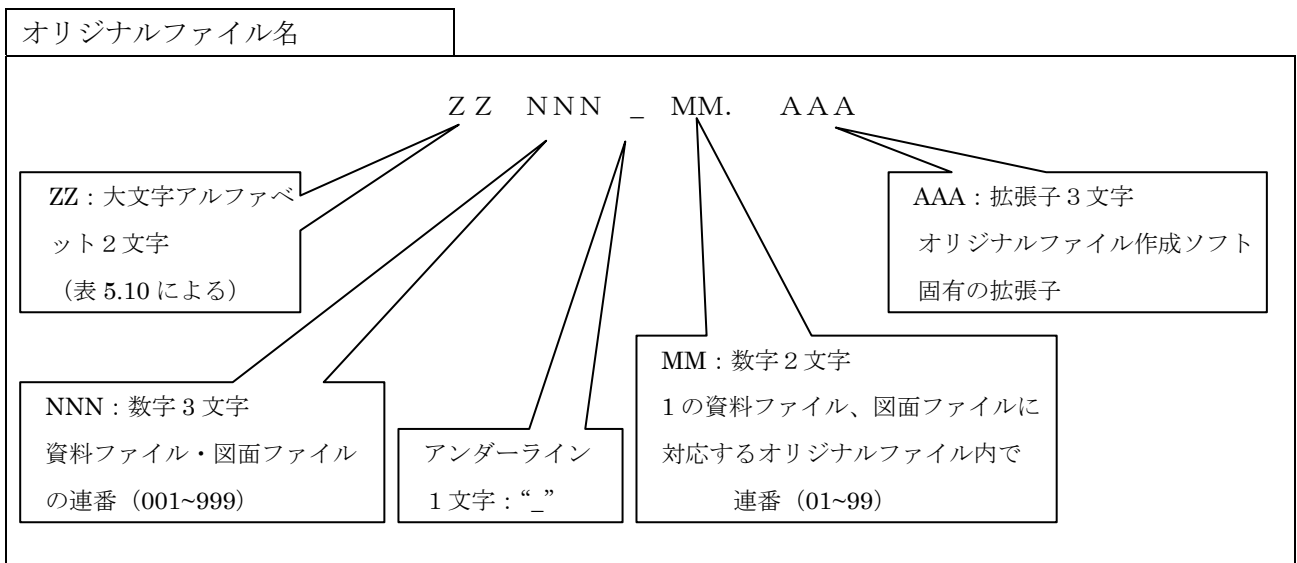 オリジナルファイル名
ＺＺ　ＮＮＮ　_　ＭＭ.　ＡＡＡ
ZZ：大文字アルファベ
ット２文字
（表 5.10 による）
AAA：拡張子３文字
オリジナルファイル作成ソフト
固有の拡張子
NNN：数字３文字
資料ファイル・図面ファイル
の連番（001~999）
アンダーライン
１文字：“_”
MM：数字２文字
１の資料ファイル、図面ファイルに
対応するオリジナルファイル内で
連番（01~99）